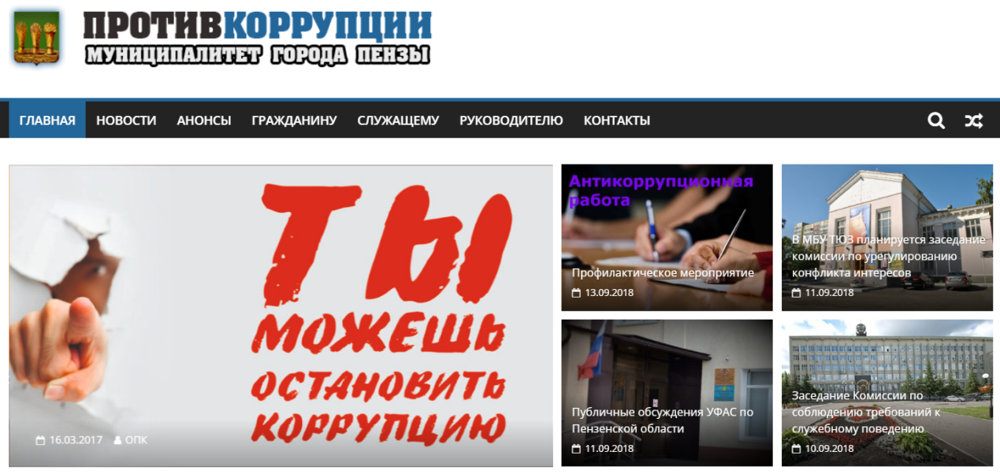 ПРОТИВКОРРУПЦИИ
МУНИЦИПАЛИТЕТ ГОРОДА ПЕНЗЫ
ГЛАВНАЯ НОВОСТИ АНОНСЫ ГРАЖДАНИНУ СЛУЖАЩЕМУ РУКОВОДИТЕЛЮ КОНТАКТЫ
ТЫ
МОЖЕШЬ
ОСТАНОВИТЬ
КОРРУПЦИЮ
16.03.2017 ОПК
Антикоррупционная
работа
Профилактическое мероприятие
13.09.2018
В МБУ ТЮЗ планируется заседание
комиссии по урегулированию
конфликта интересов
11.09.2018
Публичные обсуждения УФАС по
Пензенской области
11.09.2018
Заседание Комиссии по
соблюдению требований к
служебному поведению
10.09.2018